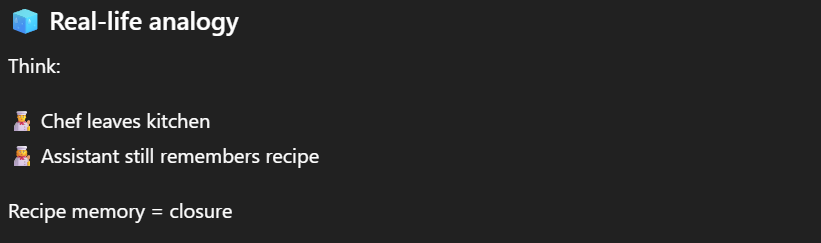 🧊 Real-life analogy
Think:
👨‍🍳 Chef leaves kitchen
👨‍🍳 Assistant still remembers recipe
Recipe memory = closure